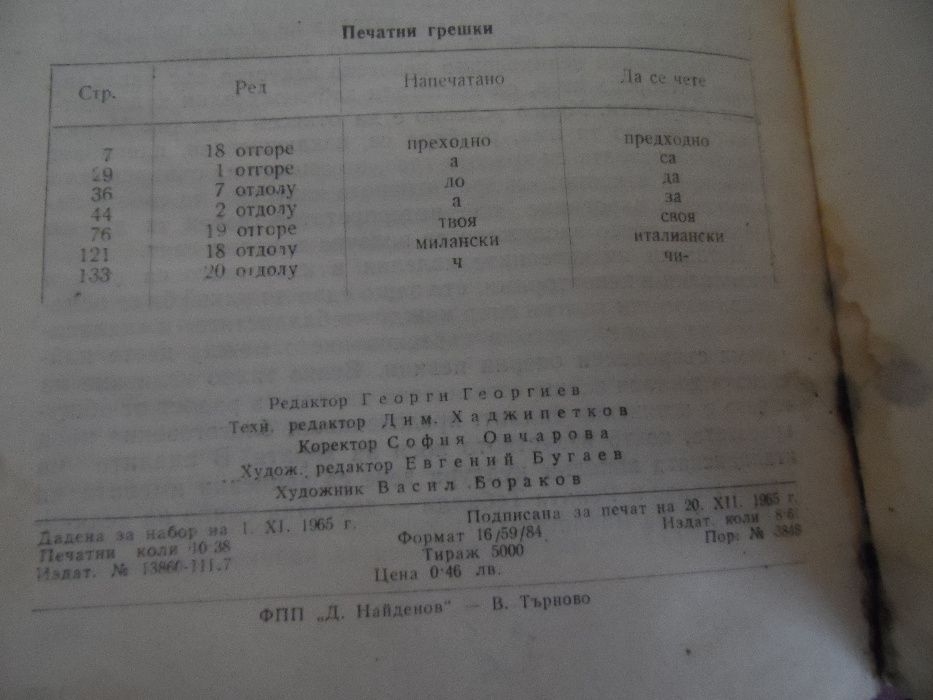 Печатни грешки
Стр. Ред Напечатано Да се чете
7 18 отгоре преходно предходно
29 1 отгоре а са
36 7 отдолу ло да
44 2 отдолу а за
76 19 отгоре твоя своя
121 18 отдолу милански италиански
133 20 отдолу ч чи-
Редактор Георги Георгиев
Техн. редактор Дим. Хаджипетков
Коректор София Овчарова
Худож. редактор Евгений Бугаев
Художник Васил Бораков
Дадена за набор на 1. XI. 1965 г. Подписана за печат на 20. XII. 1965 г.
Печатни коли 10·38 Формат 16/59/84 Издат. коли
Издат. № Тираж 5000 Пор. № 3848
Цена 0·46 лв.
ФПП „Д. Найденов" — В. Търново